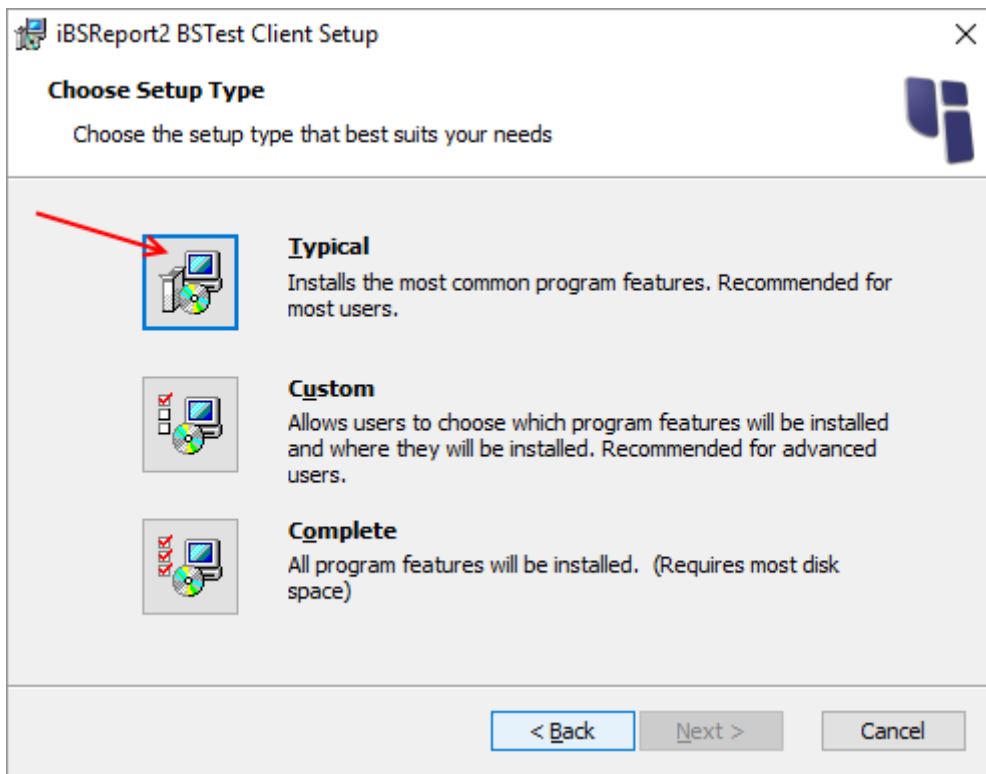 iBSReport2 BSTest Client Setup
Choose Setup Type
Choose the setup type that best suits your needs
Typical
Installs the most common program features. Recommended for
most users.
Custom
Allows users to choose which program features will be installed
and where they will be installed. Recommended for advanced
users.
Complete
All program features will be installed.  (Requires most disk
space)
< Back
Next >
Cancel